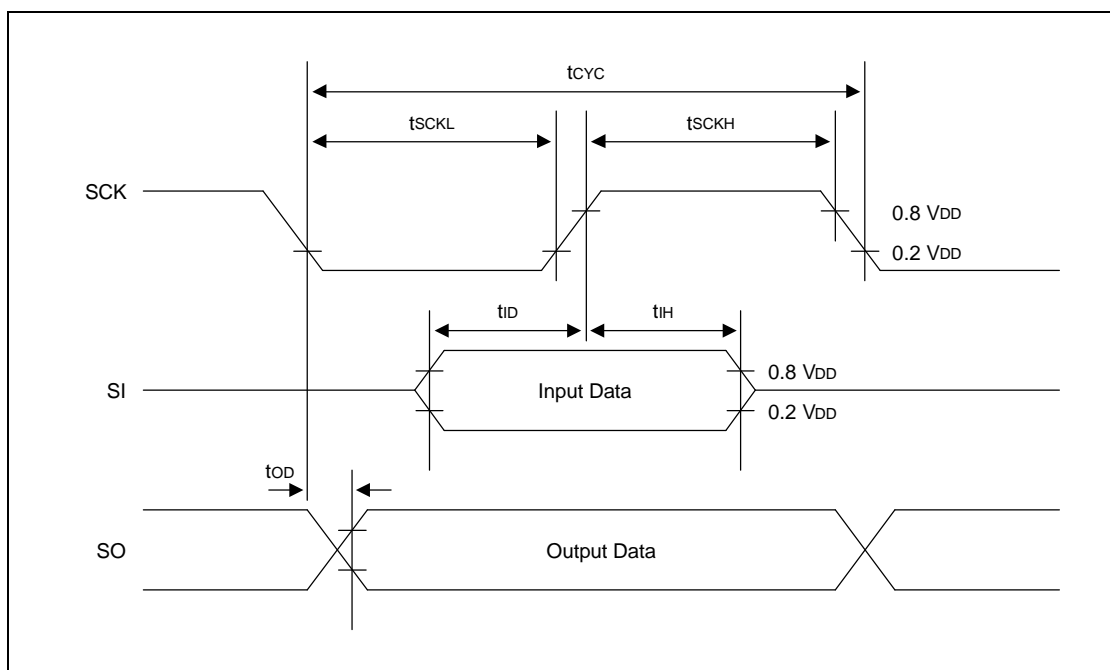 tCYC
tSCKL
tSCKH
SCK
0.8 VDD
0.2 VDD
tID
tIH
SI
Input Data
0.8 VDD
0.2 VDD
tOD
SO
Output Data